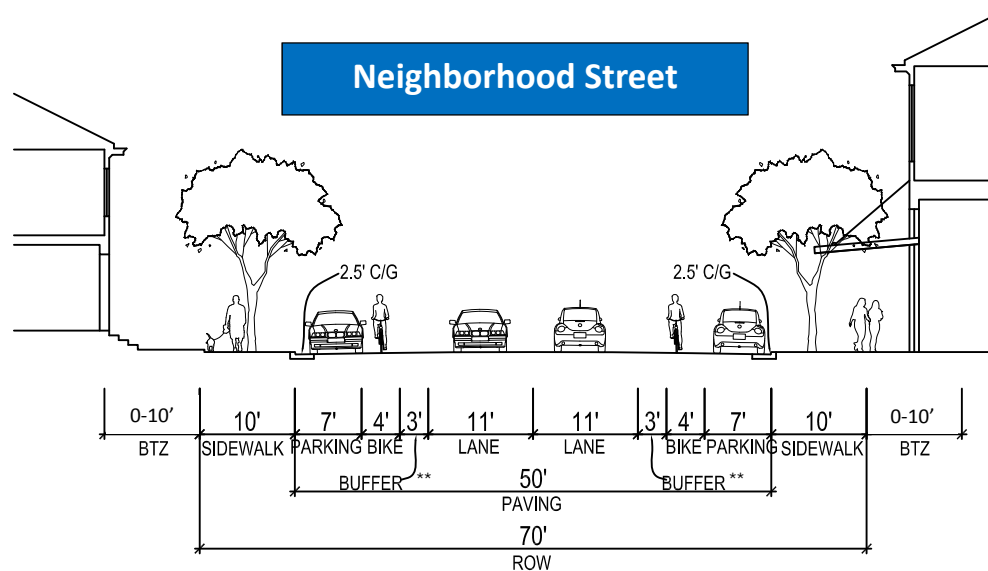 Neighborhood Street
2.5' C/G 2.5' C/G
0-10' 10' 7' 4' 3' 11' 11' 3' 4' 7' 10' 0-10'
BTZ SIDEWALK PARKING BIKE LANE LANE BIKE PARKING SIDEWALK BTZ
BUFFER ** 50' BUFFER **
PAVING
70'
ROW